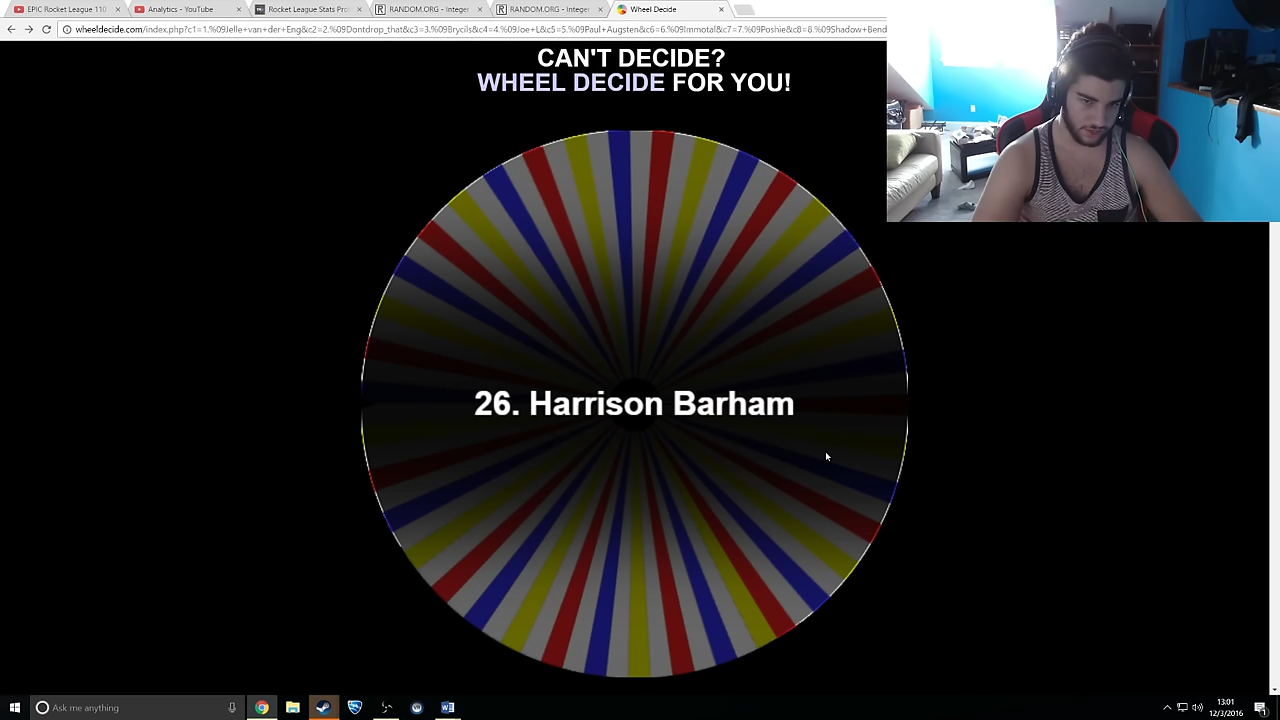 EPIC Rocket League 110
Analytics - YouTube
Rocket League Stats Pro
RANDOM.ORG - Integer
RANDOM.ORG - Integer
Wheel Decide
wheeldecide.com/index.php?c1=1.%09Jelle+van+der+Eng&c2=2.%09Dontdrop_that&c3=3.%09Brycils&c4=4.%09Joe+L&c5=5.%09Paul+Augsten&c6=6.%09Immotal&c7=7.%09Poshie&c8=8.%09Shadow+Bend
CAN'T DECIDE?
WHEEL DECIDE FOR YOU!
26. Harrison Barham
Ask me anything
13:01
12/3/2016